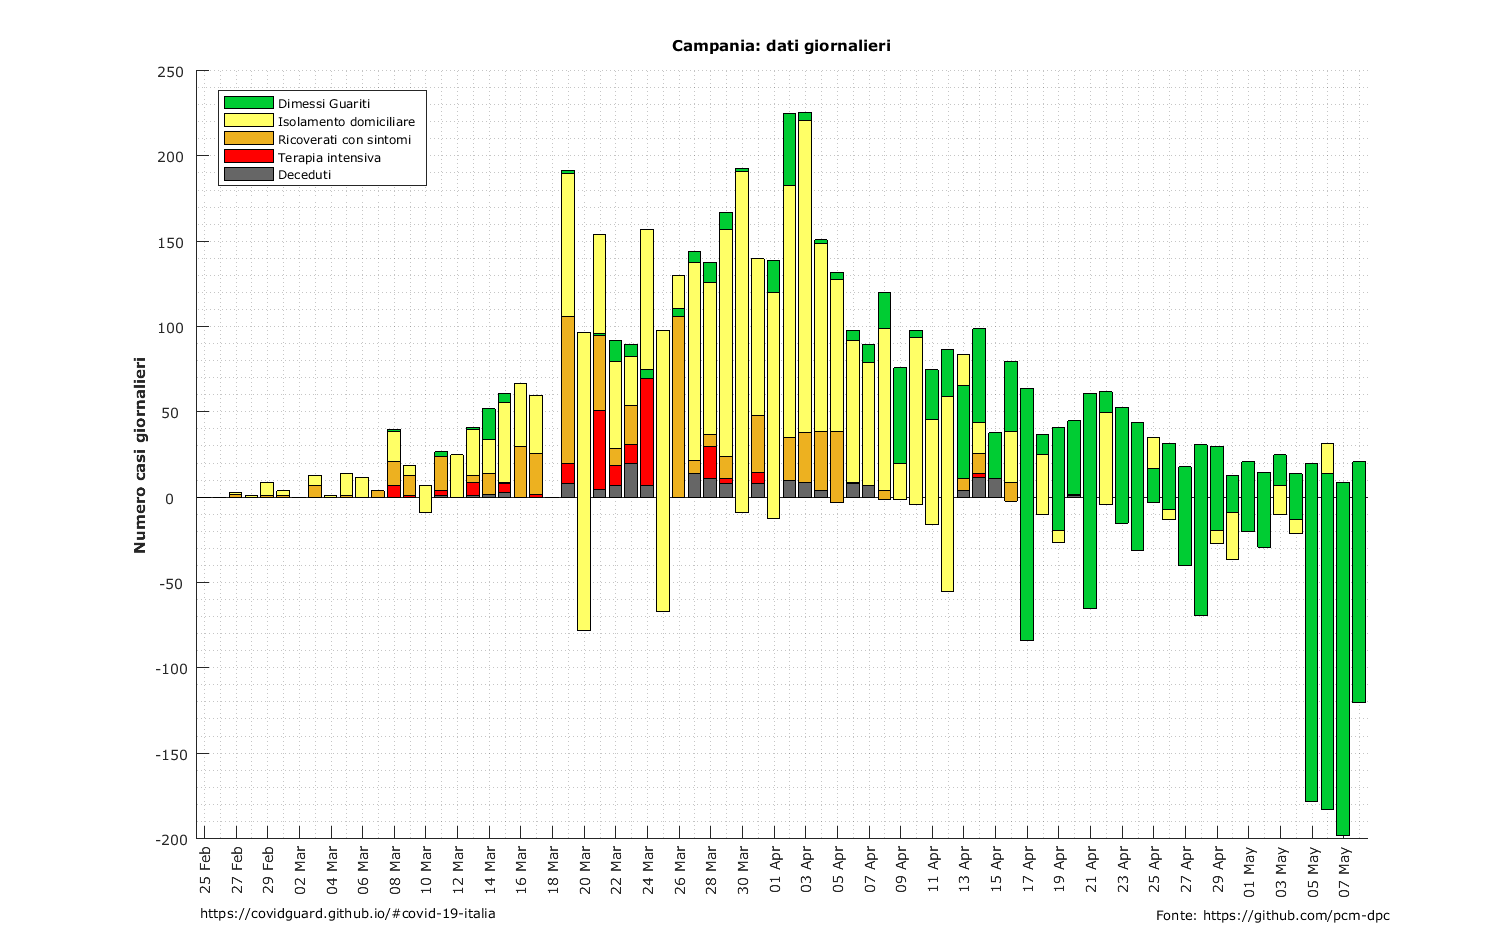 Campania: dati giornalieri
250
200
150
100
50
0
-50
-100
-150
-200
Numero casi giornalieri
Dimessi Guariti
Isolamento domiciliare
Ricoverati con sintomi
Terapia intensiva
Deceduti
25 Feb
27 Feb
29 Feb
02 Mar
04 Mar
06 Mar
08 Mar
10 Mar
12 Mar
14 Mar
16 Mar
18 Mar
20 Mar
22 Mar
24 Mar
26 Mar
28 Mar
30 Mar
01 Apr
03 Apr
05 Apr
07 Apr
09 Apr
11 Apr
13 Apr
15 Apr
17 Apr
19 Apr
21 Apr
23 Apr
25 Apr
27 Apr
29 Apr
01 May
03 May
05 May
07 May
https://covidguard.github.io/#covid-19-italia
Fonte: https://github.com/pcm-dpc